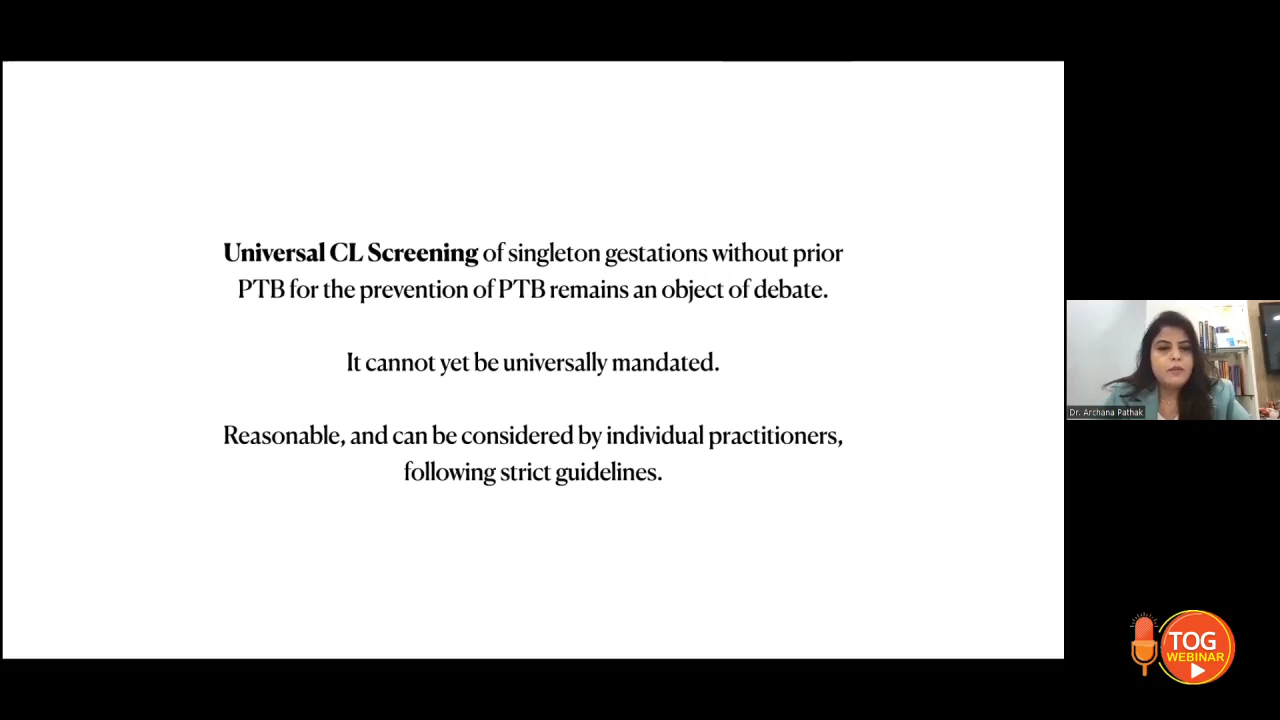 Universal CL Screening of singleton gestations without prior
PTB for the prevention of PTB remains an object of debate.
It cannot yet be universally mandated.
Reasonable, and can be considered by individual practitioners,
following strict guidelines.
Dr. Archana Pathak
TOG
WEBINAR